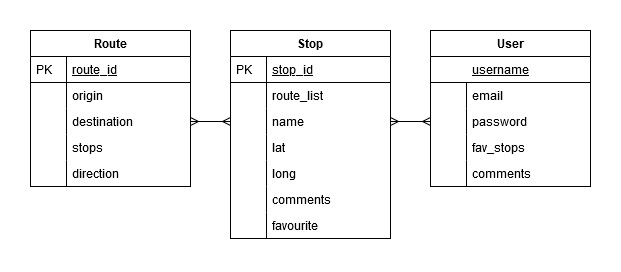 Route
PK route_id
origin
destination
stops
direction
Stop
PK stop_id
route_list
name
lat
long
comments
favourite
User
username
email
password
fav_stops
comments